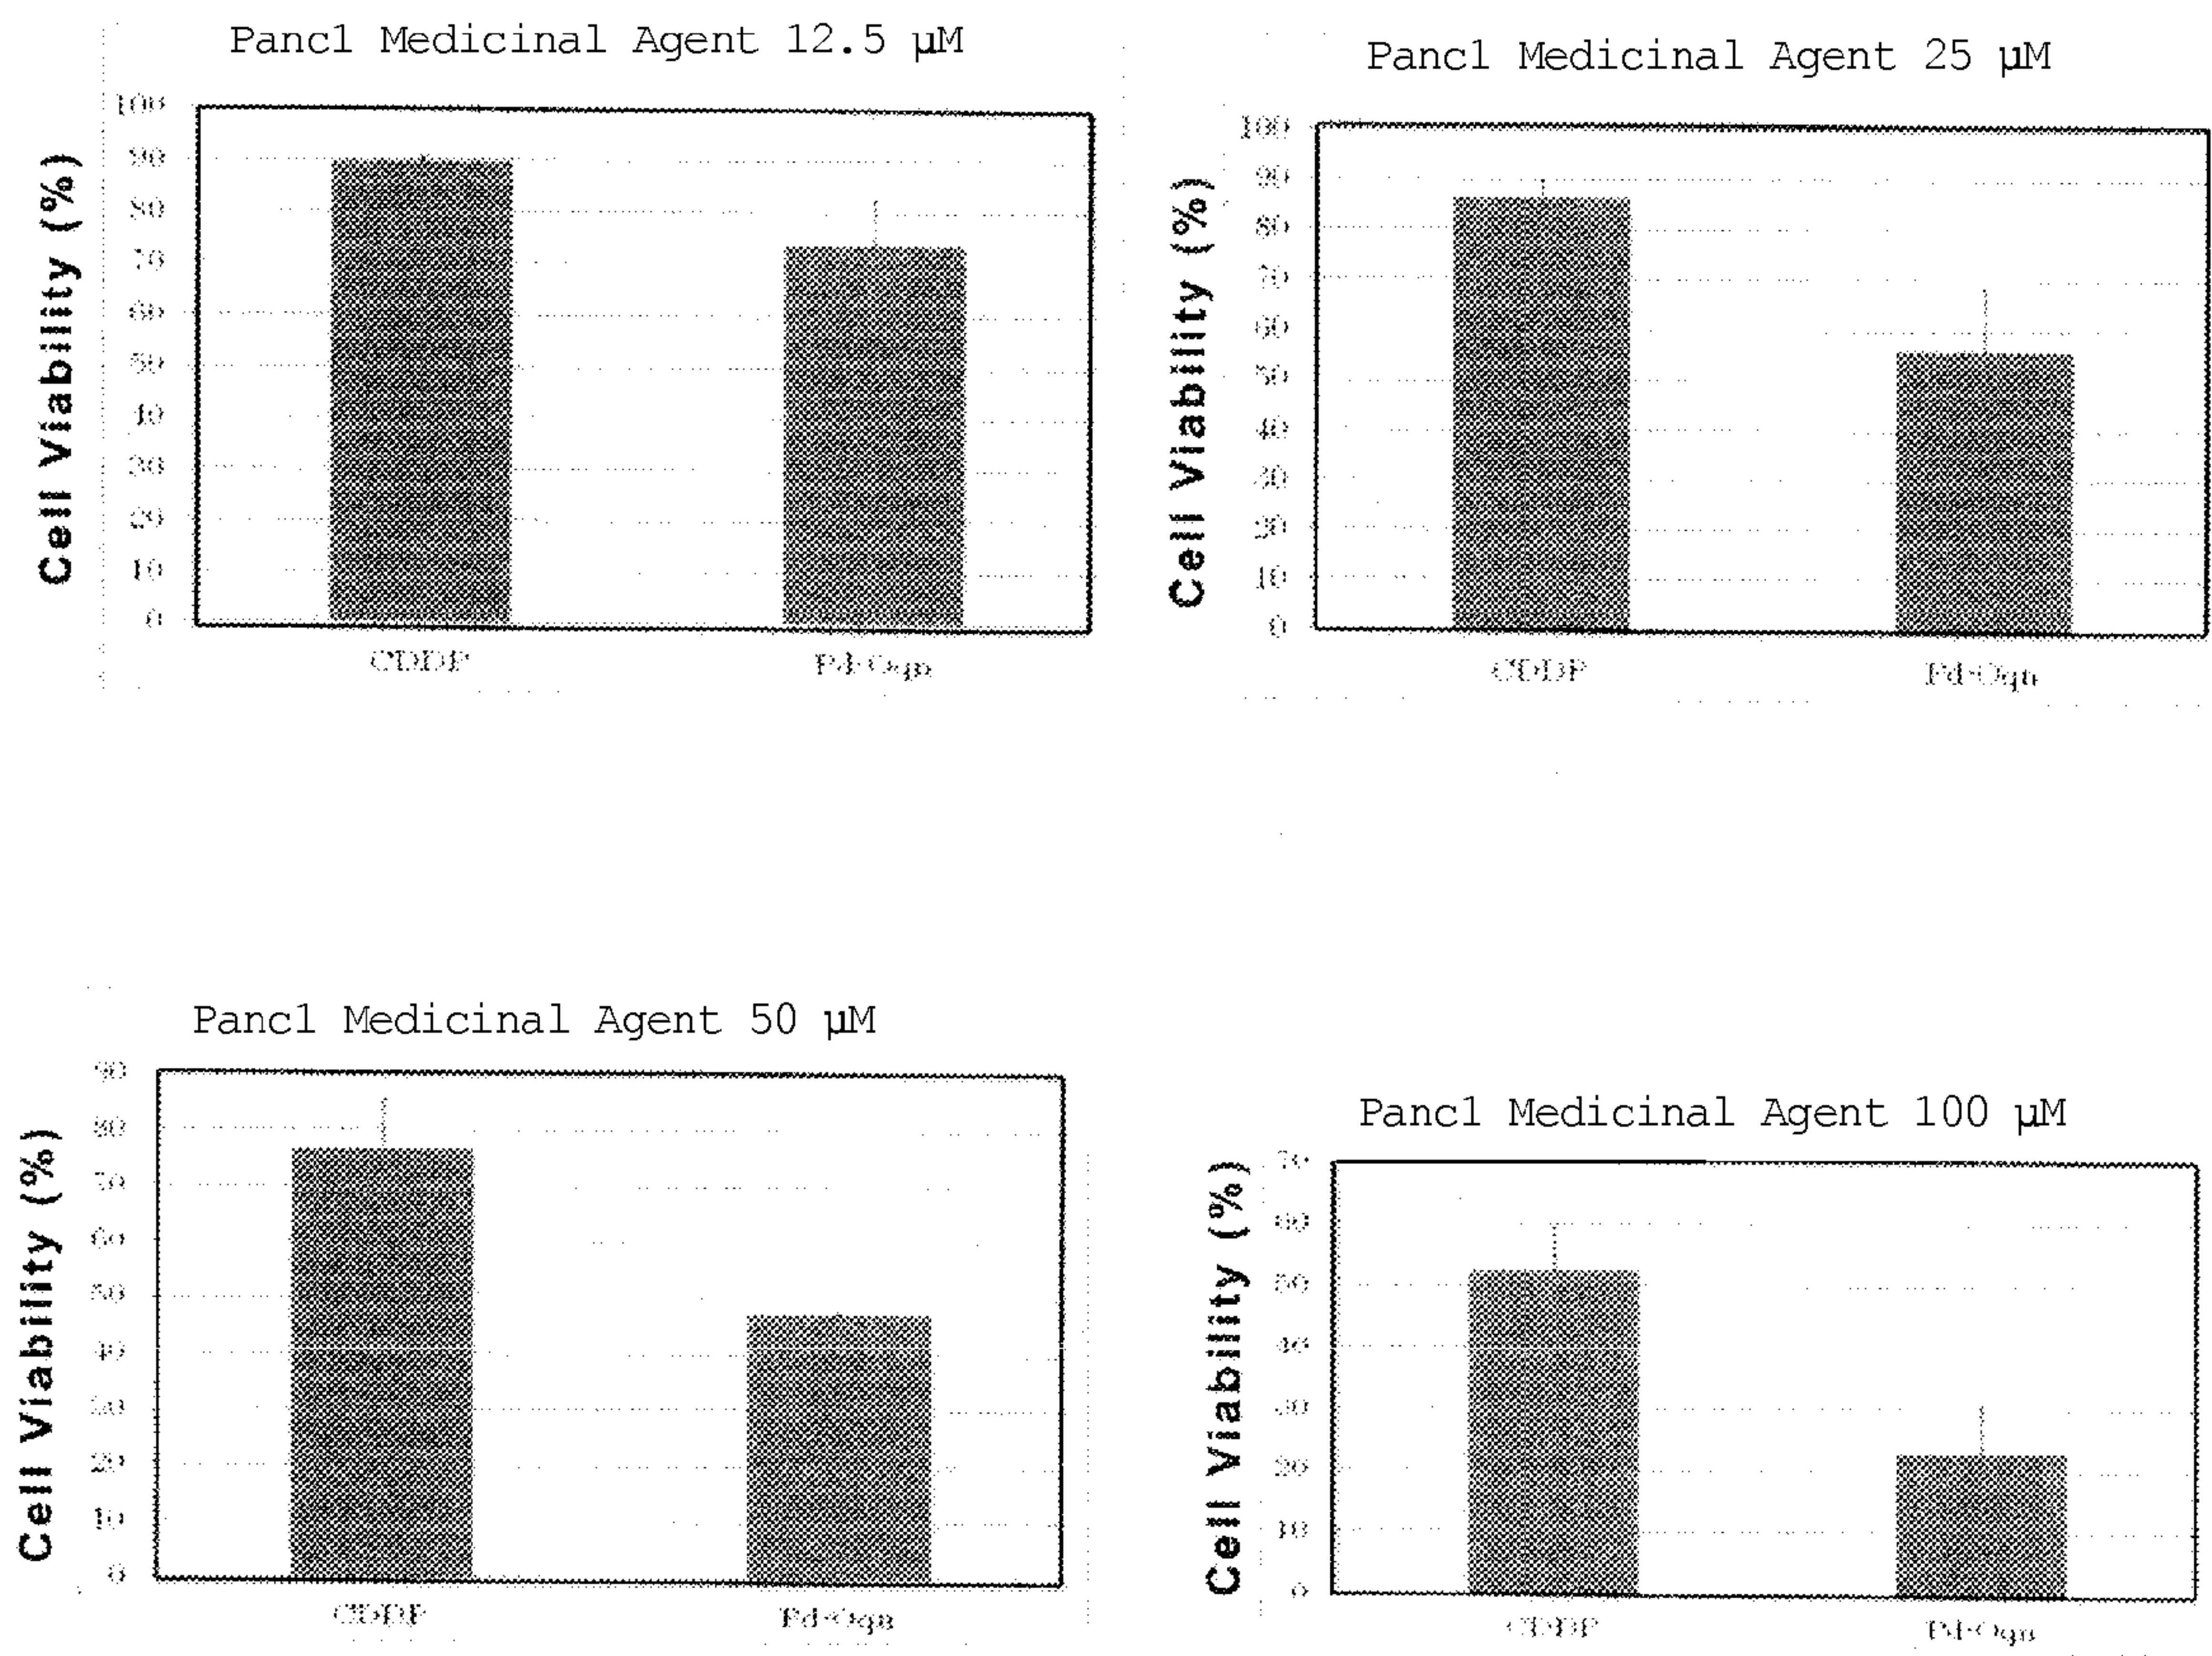 Panc1 Medicinal Agent 12.5 µM
Cell Viability (%)
100
90
80
70
60
50
40
30
20
10
0
CDDP
Pd-Oqn
Panc1 Medicinal Agent 25 µM
Cell Viability (%)
100
90
80
70
60
50
40
30
20
10
0
CDDP
Pd-Oqn
Panc1 Medicinal Agent 50 µM
Cell Viability (%)
90
80
70
60
50
40
30
20
10
0
CDDP
Pd-Oqn
Panc1 Medicinal Agent 100 µM
Cell Viability (%)
70
60
50
40
30
20
10
0
CDDP
Pd-Oqn